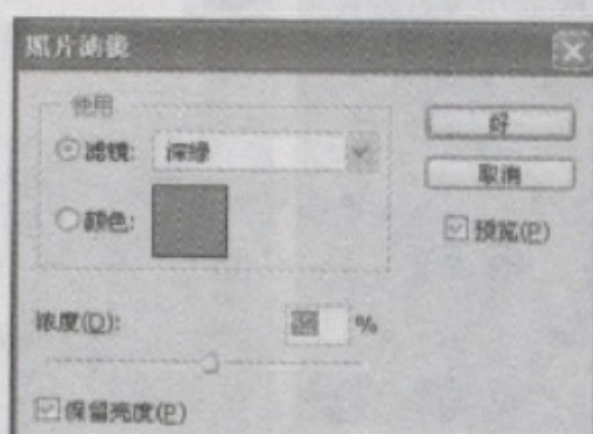 照片滤镜
使用
滤镜: 深绿
颜色:
好
取消
预览(P)
浓度(D): %
保留亮度(P)